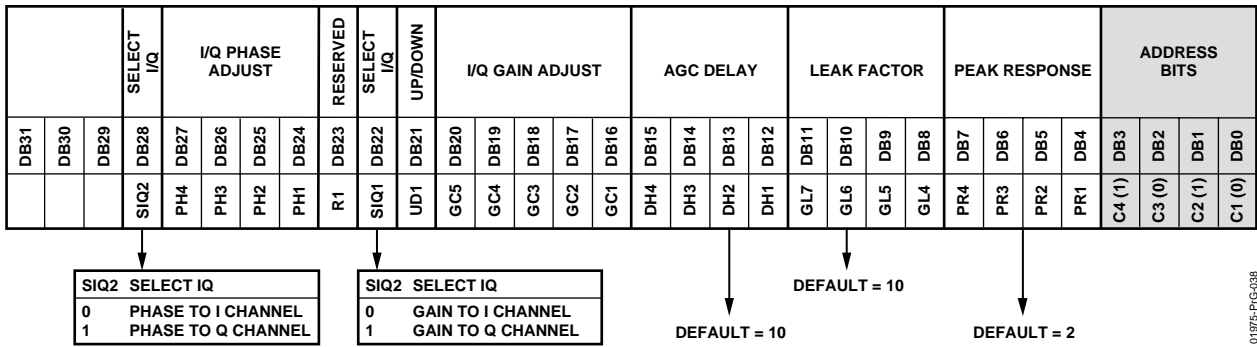 SELECT I/Q
I/Q PHASE ADJUST
RESERVED
SELECT I/Q
UP/DOWN
I/Q GAIN ADJUST
AGC DELAY
LEAK FACTOR
PEAK RESPONSE
ADDRESS BITS
DB31 DB30 DB29 DB28 DB27 DB26 DB25 DB24 DB23 DB22 DB21 DB20 DB19 DB18 DB17 DB16 DB15 DB14 DB13 DB12 DB11 DB10 DB9 DB8 DB7 DB6 DB5 DB4 DB3 DB2 DB1 DB0
SIQ2 PH4 PH3 PH2 PH1 R1 SIQ1 UD1 GC5 GC4 GC3 GC2 GC1 DH4 DH3 DH2 DH1 GL7 GL6 GL5 GL4 PR4 PR3 PR2 PR1 C4 (1) C3 (0) C2 (1) C1 (0)
SIQ2 SELECT IQ
0 PHASE TO I CHANNEL
1 PHASE TO Q CHANNEL
SIQ2 SELECT IQ
0 GAIN TO I CHANNEL
1 GAIN TO Q CHANNEL
DEFAULT = 10
DEFAULT = 10
DEFAULT = 2
01975-PrG-038